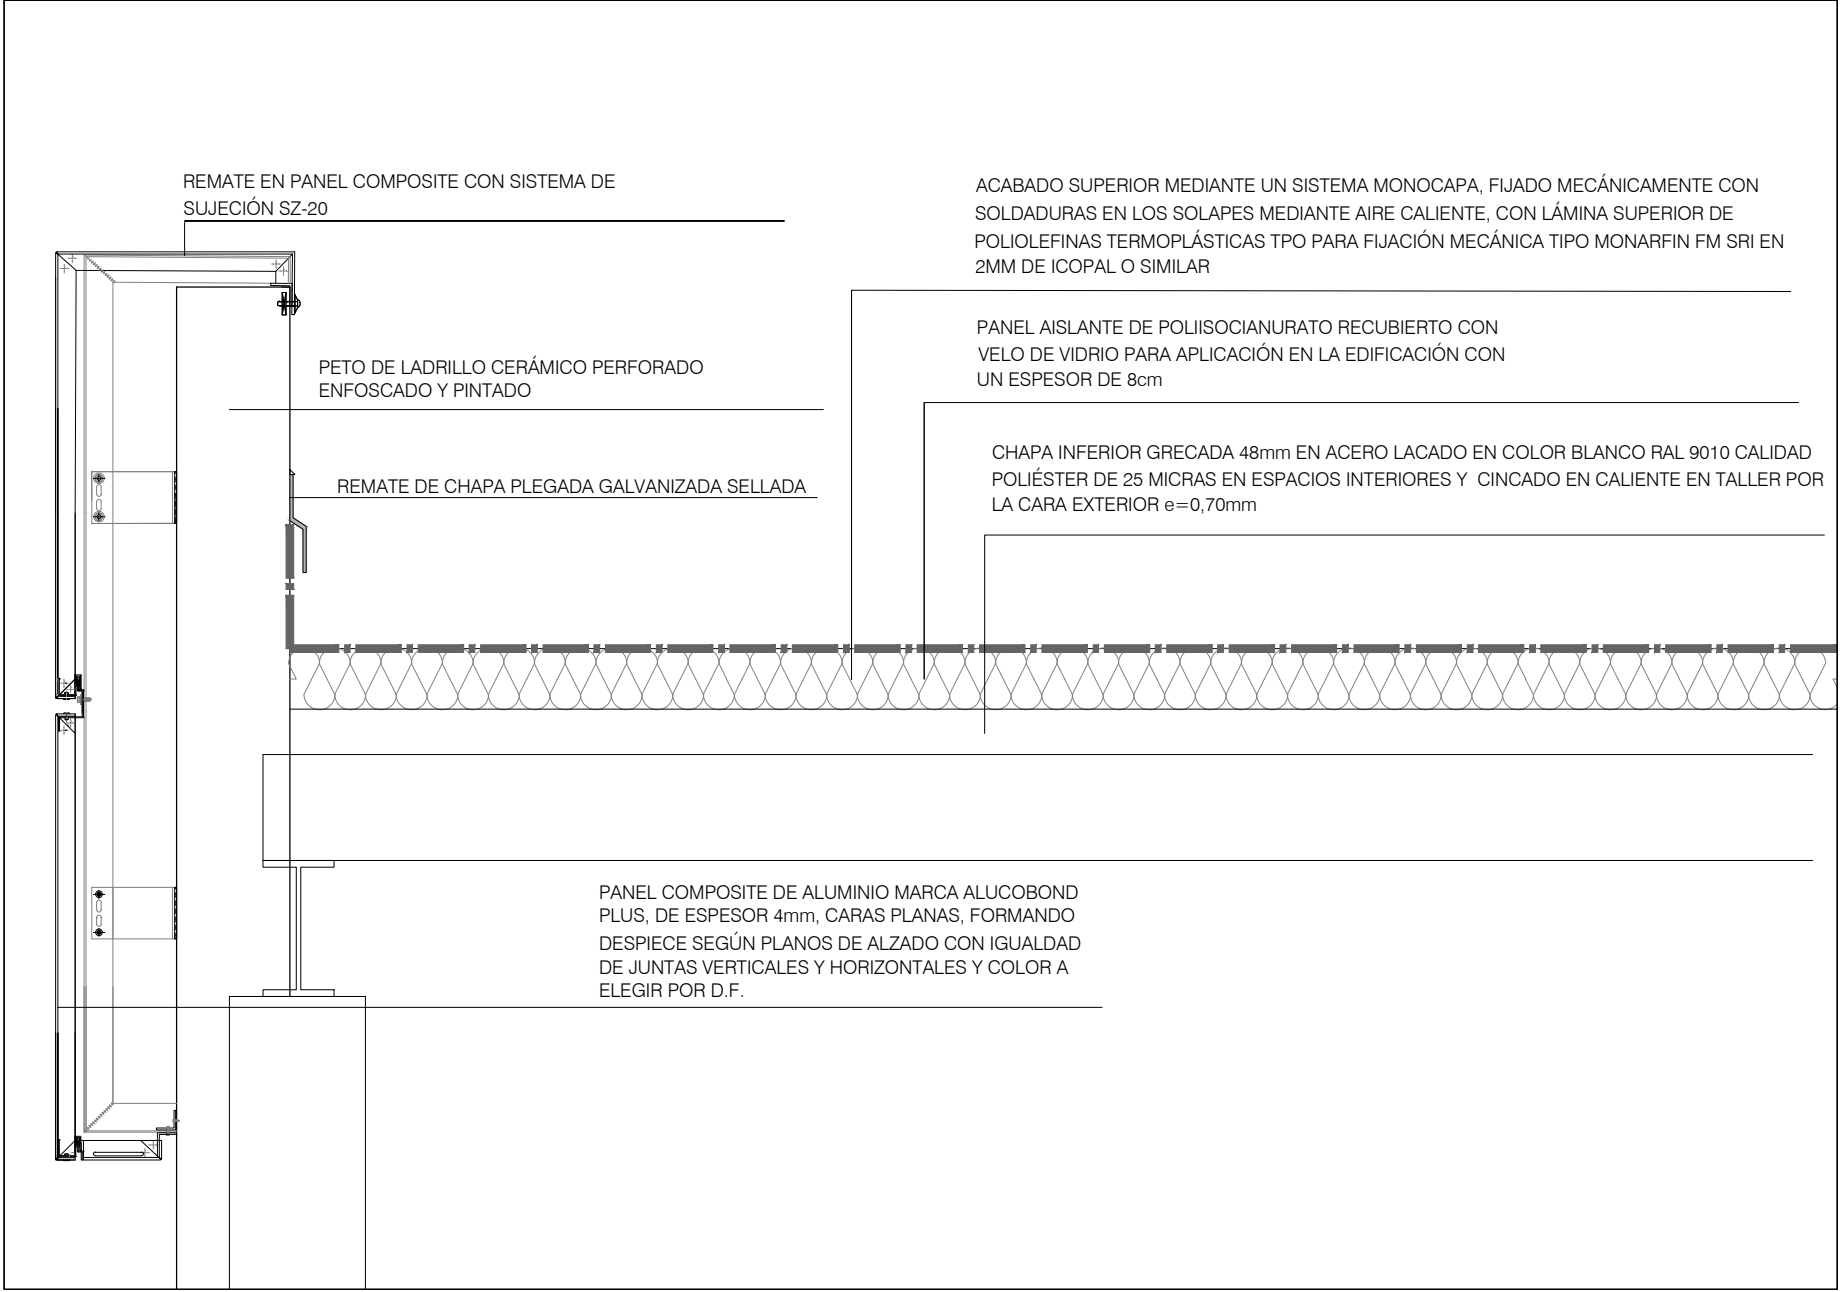 REMATE EN PANEL COMPOSITE CON SISTEMA DE
SUJECIÓN SZ-20
ACABADO SUPERIOR MEDIANTE UN SISTEMA MONOCAPA, FIJADO MECÁNICAMENTE CON
SOLDADURAS EN LOS SOLAPES MEDIANTE AIRE CALIENTE, CON LÁMINA SUPERIOR DE
POLIOLEFINAS TERMOPLÁSTICAS TPO PARA FIJACIÓN MECÁNICA TIPO MONARFIN FM SRI EN
2MM DE ICOPAL O SIMILAR
PANEL AISLANTE DE POLIISOCIANURATO RECUBIERTO CON
VELO DE VIDRIO PARA APLICACIÓN EN LA EDIFICACIÓN CON
UN ESPESOR DE 8cm
PETO DE LADRILLO CERÁMICO PERFORADO
ENFOSCADO Y PINTADO
CHAPA INFERIOR GRECADA 48mm EN ACERO LACADO EN COLOR BLANCO RAL 9010 CALIDAD
POLIÉSTER DE 25 MICRAS EN ESPACIOS INTERIORES Y CINCADO EN CALIENTE EN TALLER POR
LA CARA EXTERIOR e=0,70mm
REMATE DE CHAPA PLEGADA GALVANIZADA SELLADA
PANEL COMPOSITE DE ALUMINIO MARCA ALUCOBOND
PLUS, DE ESPESOR 4mm, CARAS PLANAS, FORMANDO
DESPIECE SEGÚN PLANOS DE ALZADO CON IGUALDAD
DE JUNTAS VERTICALES Y HORIZONTALES Y COLOR A
ELEGIR POR D.F.